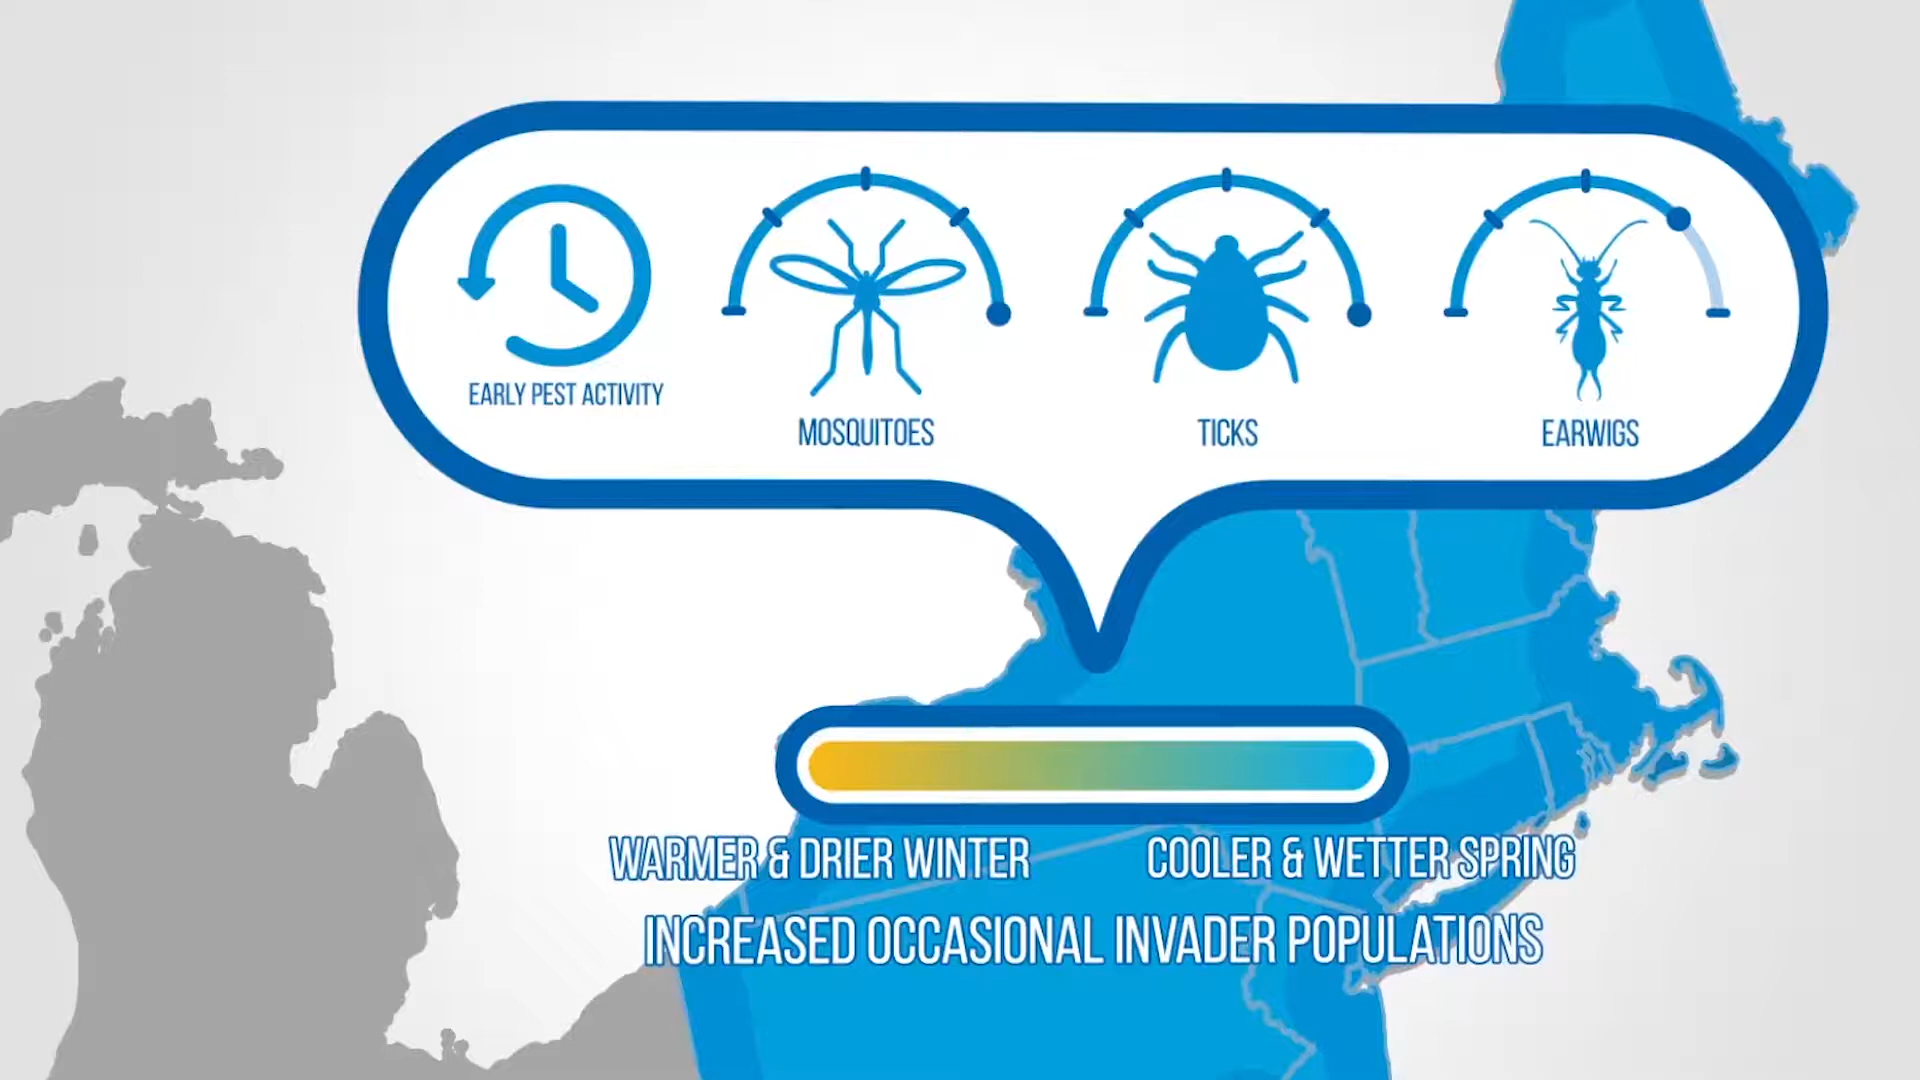 EARLY PEST ACTIVITY
MOSQUITOES
TICKS
EARWIGS
WARMER & DRIER WINTER
COOLER & WETTER SPRING
INCREASED OCCASIONAL INVADER POPULATIONS